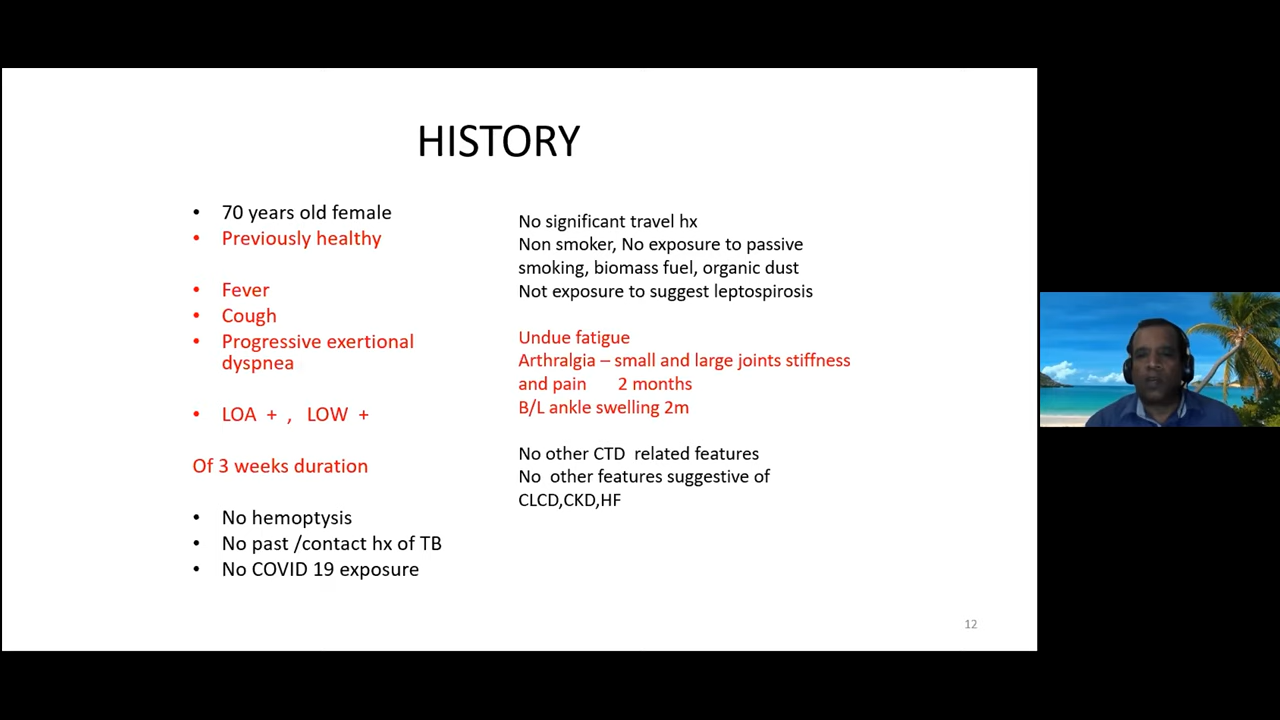 HISTORY
• 70 years old female
• Previously healthy
• Fever
• Cough
• Progressive exertional
dyspnea
• LOA + , LOW +
Of 3 weeks duration
• No hemoptysis
• No past /contact hx of TB
• No COVID 19 exposure
No significant travel hx
Non smoker, No exposure to passive
smoking, biomass fuel, organic dust
Not exposure to suggest leptospirosis
Undue fatigue
Arthralgia – small and large joints stiffness
and pain 2 months
B/L ankle swelling 2m
No other CTD related features
No other features suggestive of
CLCD,CKD,HF
12